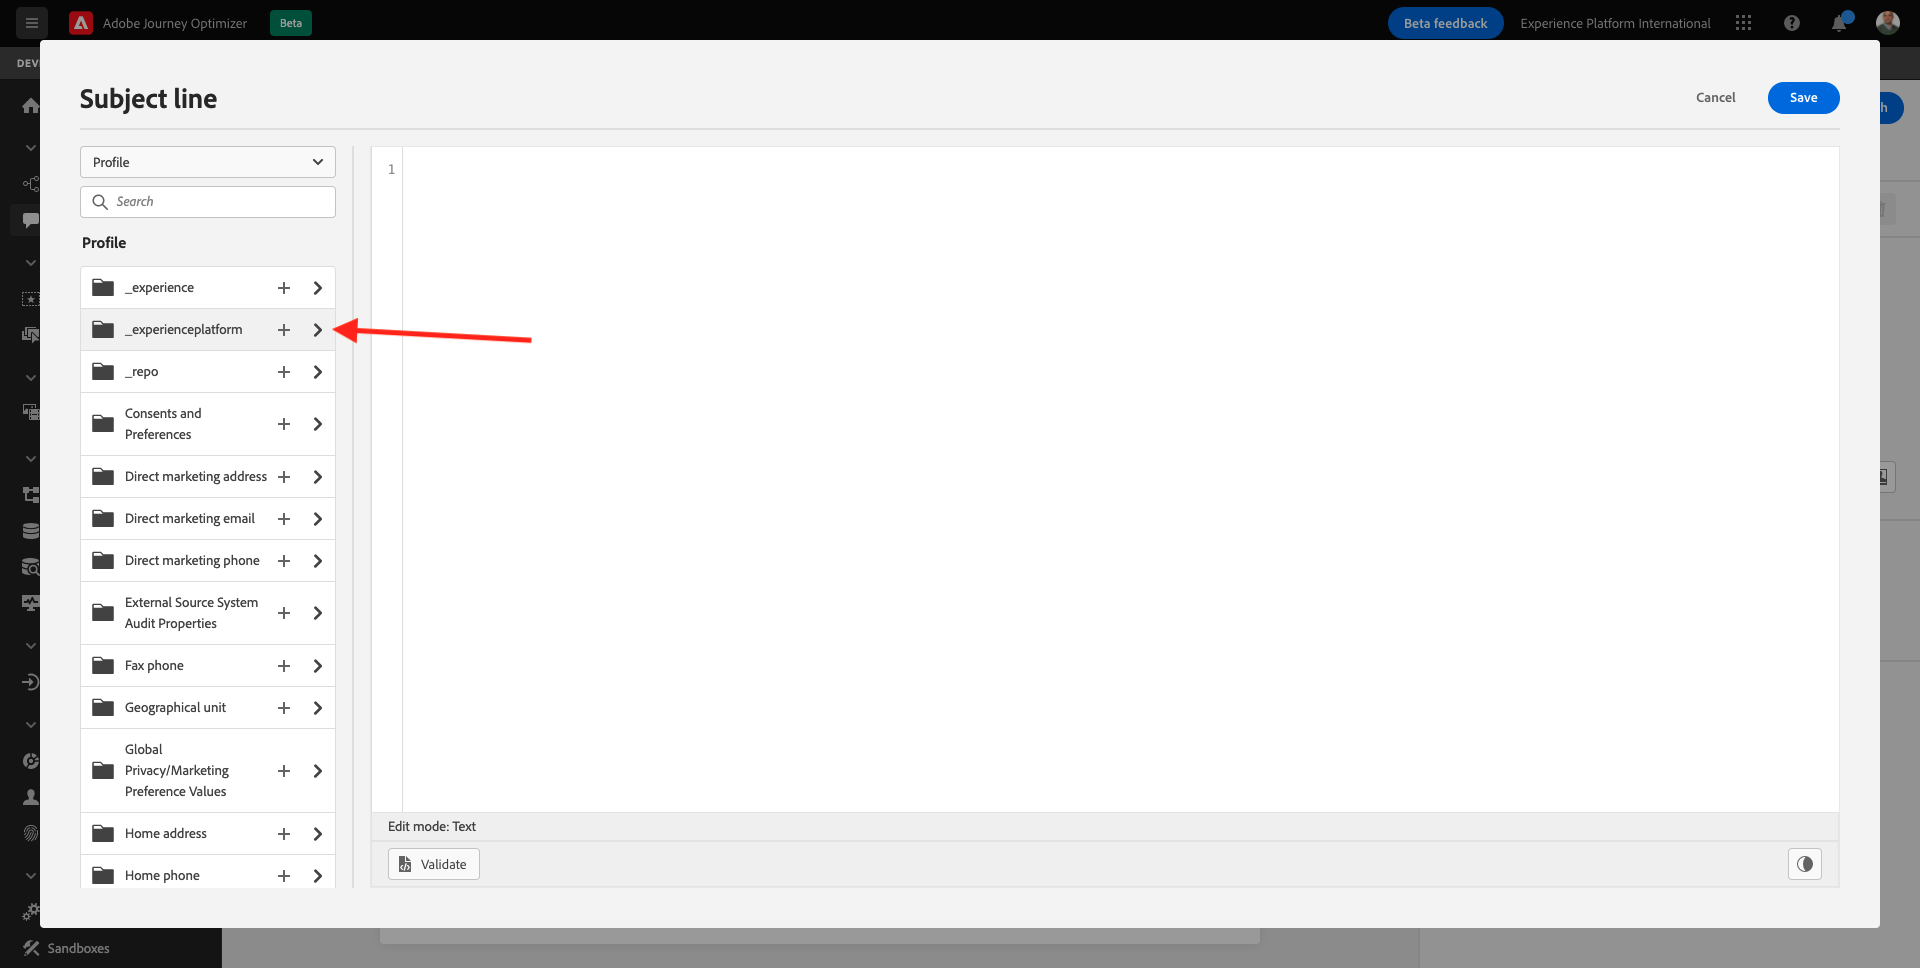 Adobe Journey Optimizer
Beta
Beta feedback
Experience Platform International
Subject line
Cancel
Save
Profile
Search
Profile
_experience
_experienceplatform
_repo
Consents and
Preferences
Direct marketing address
Direct marketing email
Direct marketing phone
External Source System
Audit Properties
Fax phone
Geographical unit
Global
Privacy/Marketing
Preference Values
Home address
Home phone
1
Edit mode: Text
Validate
Sandboxes